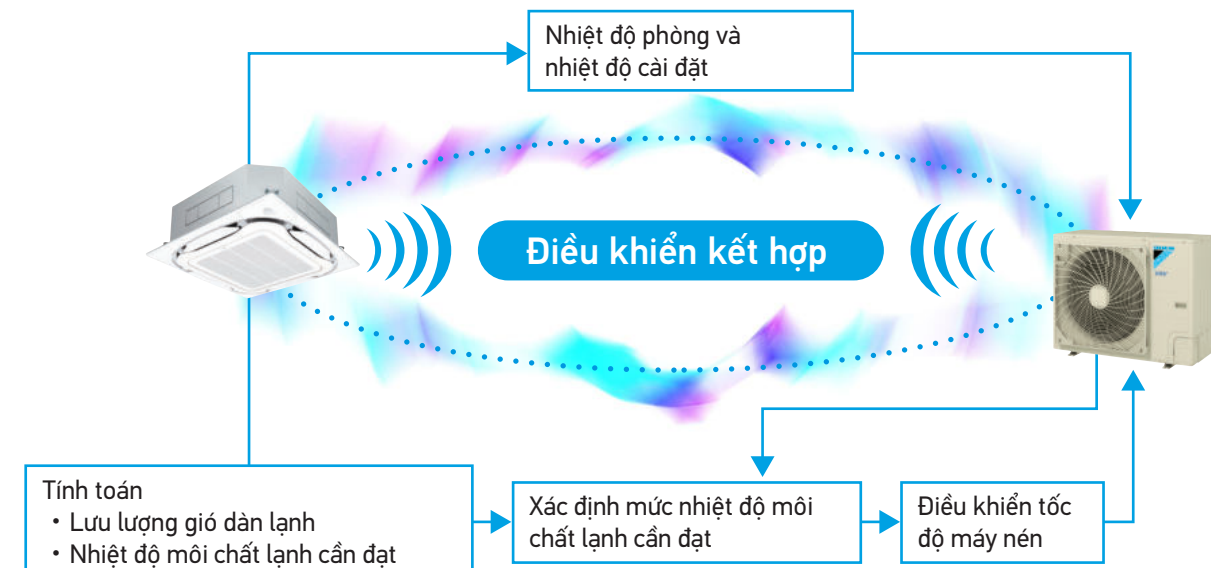 Nhiệt độ phòng và
nhiệt độ cài đặt
Điều khiển kết hợp
Tính toán
• Lưu lượng gió dàn lạnh
• Nhiệt độ môi chất lạnh cần đạt
Xác định mức nhiệt độ môi
chất lạnh cần đạt
Điều khiển tốc
độ máy nén